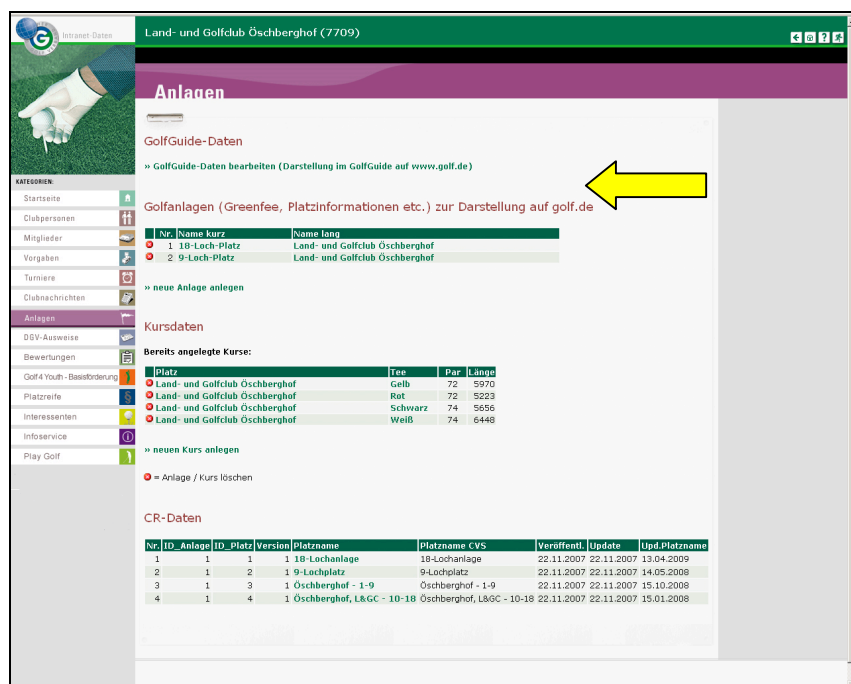 Intranet-Daten
Land- und Golfclub Öschberghof (7709)
Anlagen
GolfGuide-Daten
» GolfGuide-Daten bearbeiten (Darstellung im GolfGuide auf www.golf.de)
KATEGORIEN:
Startseite
Clubpersonen
Mitglieder
Vorgaben
Turniere
Clubnachrichten
Anlagen
DGV-Ausweise
Bewertungen
Golf4 Youth - Basisförderung
Platzreife
Interessenten
Infoservice
Play Golf
Golfanlagen (Greenfee, Platzinformationen etc.) zur Darstellung auf golf.de
Nr. Name kurz Name lang
1 18-Loch-Platz Land- und Golfclub Öschberghof
2 9-Loch-Platz Land- und Golfclub Öschberghof
» neue Anlage anlegen
Kursdaten
Bereits angelegte Kurse:
Platz Tee Par Länge
Land- und Golfclub Öschberghof Gelb 72 5970
Land- und Golfclub Öschberghof Rot 72 5223
Land- und Golfclub Öschberghof Schwarz 74 5656
Land- und Golfclub Öschberghof Weiß 74 6448
» neuen Kurs anlegen
= Anlage / Kurs löschen
CR-Daten
Nr. ID_Anlage ID_Platz Version Platzname Platzname CVS Veröffentl. Update Upd.Platzname
1 1 1 1 18-Lochanlage 18-Lochanlage 22.11.2007 22.11.2007 13.04.2009
2 1 2 1 9-Lochplatz 9-Lochplatz 22.11.2007 22.11.2007 14.05.2008
3 1 3 1 Öschberghof - 1-9 Öschberghof - 1-9 22.11.2007 22.11.2007 15.10.2008
4 1 4 1 Öschberghof, L&GC - 10-18 Öschberghof, L&GC - 10-18 22.11.2007 22.11.2007 15.01.2008